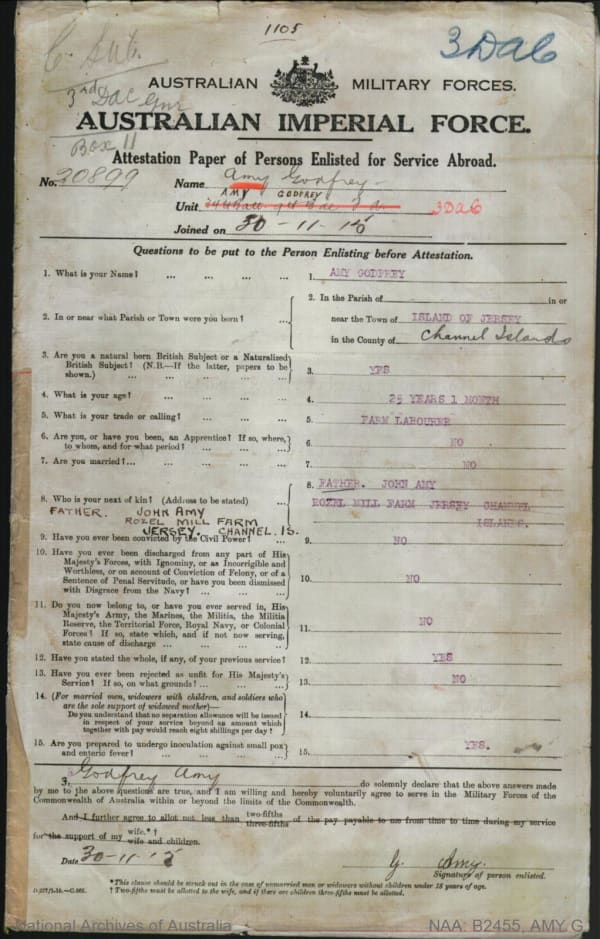 1105
C. Sub.
3DAC
3rd DAC Gnr
Box 11
AUSTRALIAN MILITARY FORCES.
AUSTRALIAN IMPERIAL FORCE.
Attestation Paper of Persons Enlisted for Service Abroad.
No. 20899 Name Amy Godfrey
AMY GODFREY
Unit 3DAC
Joined on 30-11-15
Questions to be put to the Person Enlisting before Attestation.
1. What is your Name? ... ... ... ... 1. AMY GODFREY
2. In or near what Parish or Town were you born? ... 2. In the Parish of in or
near the Town of ISLAND OF JERSEY
in the County of Channel Islands
3. Are you a natural born British Subject or a Naturalized
British Subject? (N.B.—If the latter, papers to be
shown.) ... ... ... ... ... 3. YES
4. What is your age? ... ... ... ... 4. 25 YEARS 1 MONTH
5. What is your trade or calling? ... ... ... 5. FARM LABOURER
6. Are you, or have you been, an Apprentice? If so, where,
to whom, and for what period? ... ... ... 6. NO
7. Are you married?... ... ... ... ... 7. NO
8. Who is your next of kin? (Address to be stated) ... 8. FATHER. JOHN AMY
ROZEL MILL FARM JERSEY CHANNEL
ISLANDS.
FATHER. JOHN AMY
ROZEL MILL FARM
JERSEY. CHANNEL. IS.
9. Have you ever been convicted by the Civil Power? ... 9. NO
10. Have you ever been discharged from any part of His
Majesty's Forces, with Ignominy, or as Incorrigible and
Worthless, or on account of Conviction of Felony, or of a
Sentence of Penal Servitude, or have you been dismissed
with Disgrace from the Navy? ... ... ... 10. NO
11. Do you now belong to, or have you ever served in, His
Majesty's Army, the Marines, the Militia, the Militia
Reserve, the Territorial Force, Royal Navy, or Colonial
Forces? If so, state which, and if not now serving,
state cause of discharge ... ... ... ... 11. NO
12. Have you stated the whole, if any, of your previous service? 12. YES
13. Have you ever been rejected as unfit for His Majesty's
Service? If so, on what grounds? ... ... ... 13. NO
14. (For married men, widowers with children, and soldiers who
are the sole support of widowed mother)—
Do you understand that no separation allowance will be issued
in respect of your service beyond an amount which
together with pay would reach eight shillings per day? 14.
15. Are you prepared to undergo inoculation against small pox
and enteric fever? ... ... ... ... 15. YES.
I, Godfrey Amy do solemnly declare that the above answers made
by me to the above questions are true, and I am willing and hereby voluntarily agree to serve in the Military Forces of the
Commonwealth of Australia within or beyond the limits of the Commonwealth.
And I further agree to allot not less than two-fifths three-fifths of the pay payable to me from time to time during my service
for the support of my wife.*† wife and children.
Date 30-11-15 G. Amy.
Signature of person enlisted.
*This clause should be struck out in the case of unmarried men or widowers without children under 18 years of age.
† Two-fifths must be allotted to the wife, and if there are children three-fifths must be allotted.
National Archives of Australia NAA: B2455, AMY G